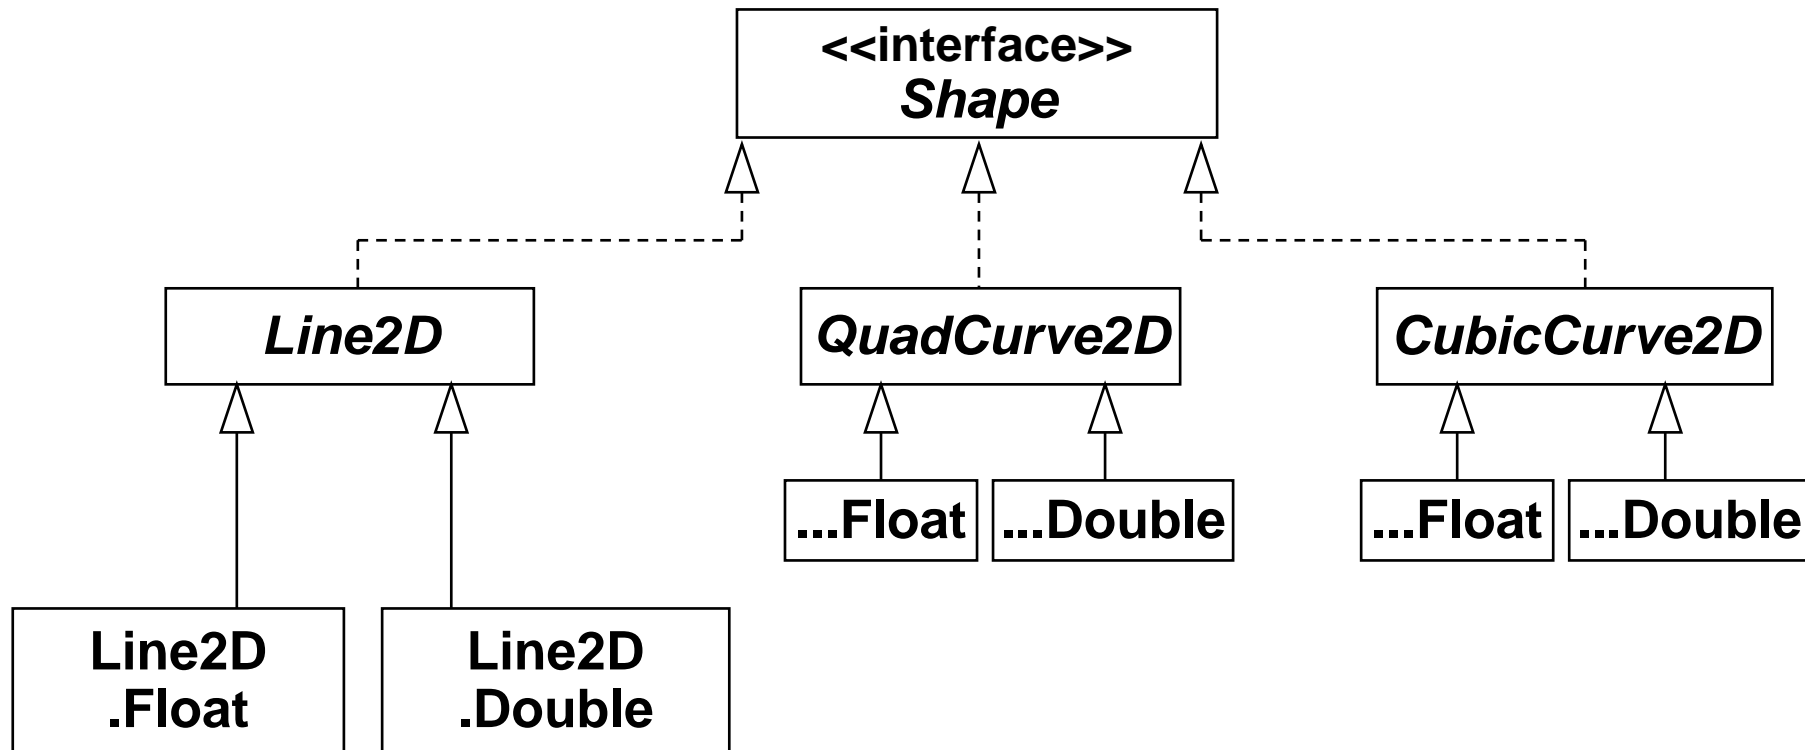 <<interface>>
Shape
Line2D
QuadCurve2D
CubicCurve2D
...Float
...Double
...Float
...Double
Line2D
.Float
Line2D
.Double